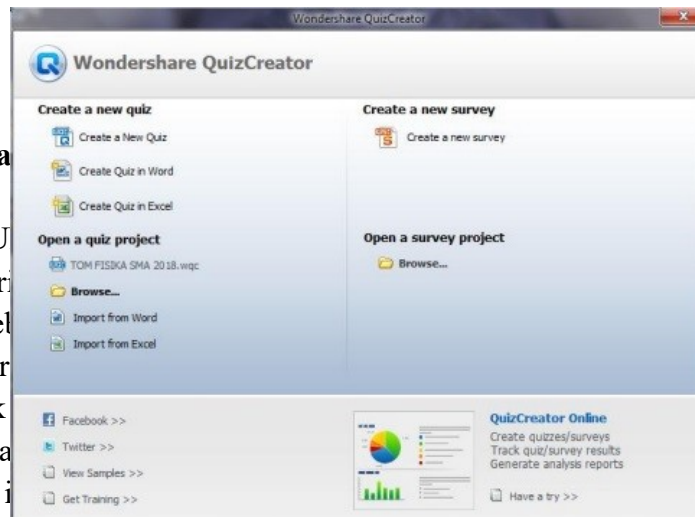 Wondershare QuizCreator
Wondershare QuizCreator
Create a new quiz
Create a New Quiz
Create Quiz in Word
Create Quiz in Excel
Open a quiz project
TOM FISIKA SMA 2018.wqc
Browse...
Import from Word
Import from Excel
Create a new survey
Create a new survey
Open a survey project
Browse...
Facebook >>
Twitter >>
View Samples >>
Get Training >>
QuizCreator Online
Create quizzes/surveys
Track quiz/survey results
Generate analysis reports
Have a try >>